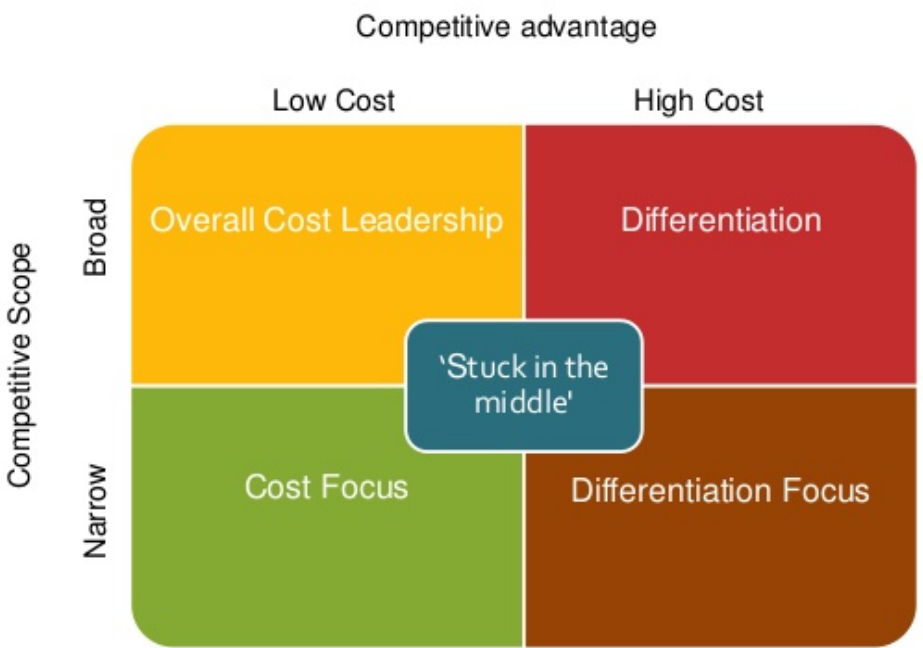 Competitive advantage
Low Cost
High Cost
Competitive Scope
Broad
Narrow
Overall Cost Leadership
Differentiation
‛Stuck in the
middle'
Cost Focus
Differentiation Focus